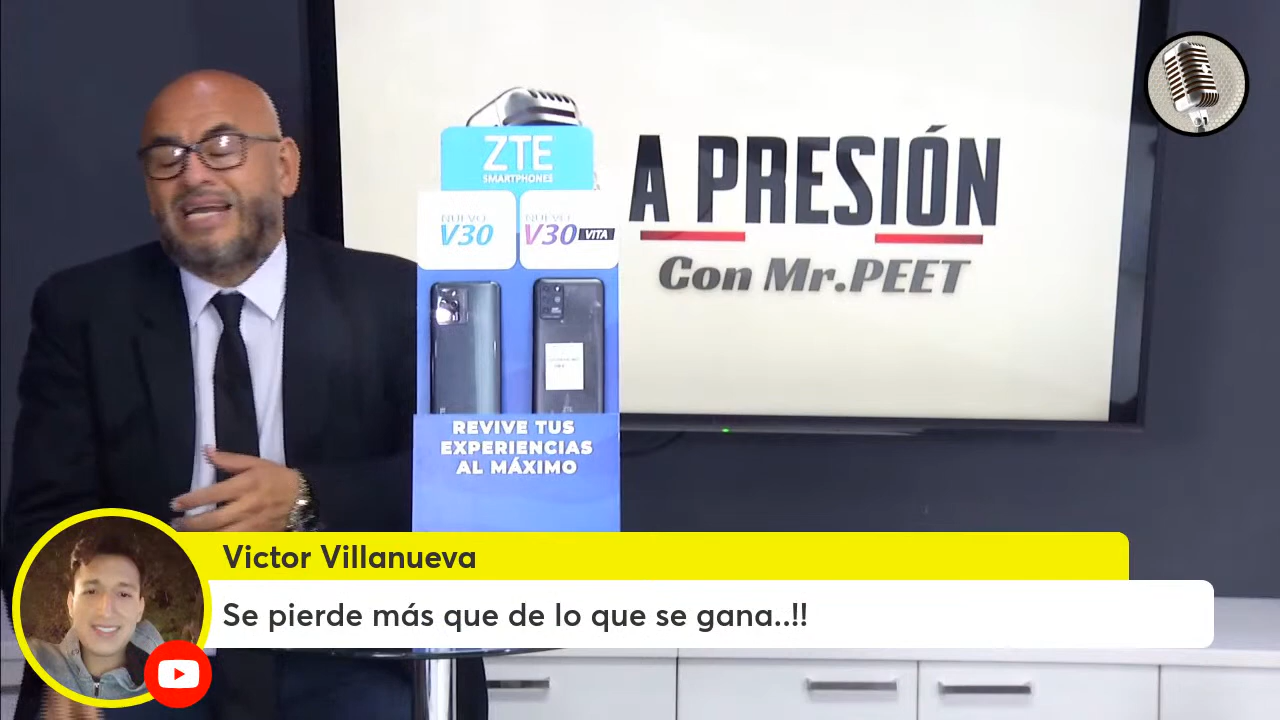 ZTE
SMARTPHONES
NUEVO
V30
NUEVO
V30 VITA
REVIVE TUS
EXPERIENCIAS
AL MÁXIMO
A PRESIÓN
Con Mr.PEET
Victor Villanueva
Se pierde más que de lo que se gana..!!